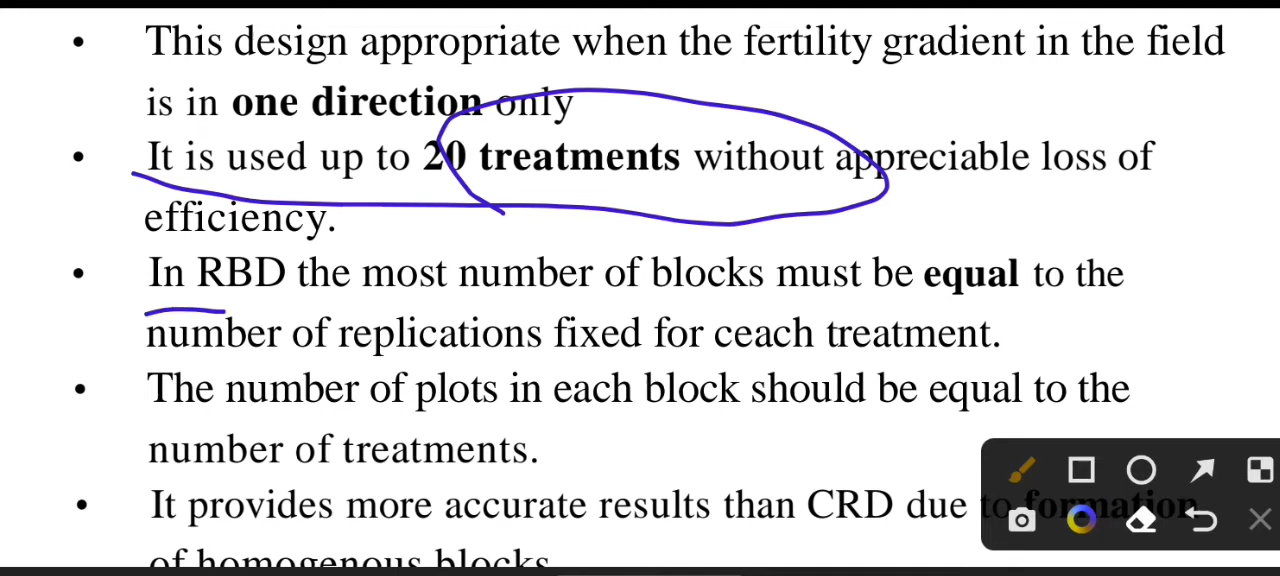 • This design appropriate when the fertility gradient in the field
is in one direction only
• It is used up to 20 treatments without appreciable loss of
efficiency.
• In RBD the most number of blocks must be equal to the
number of replications fixed for ceach treatment.
• The number of plots in each block should be equal to the
number of treatments.
• It provides more accurate results than CRD due to formation
of homogenous blocks